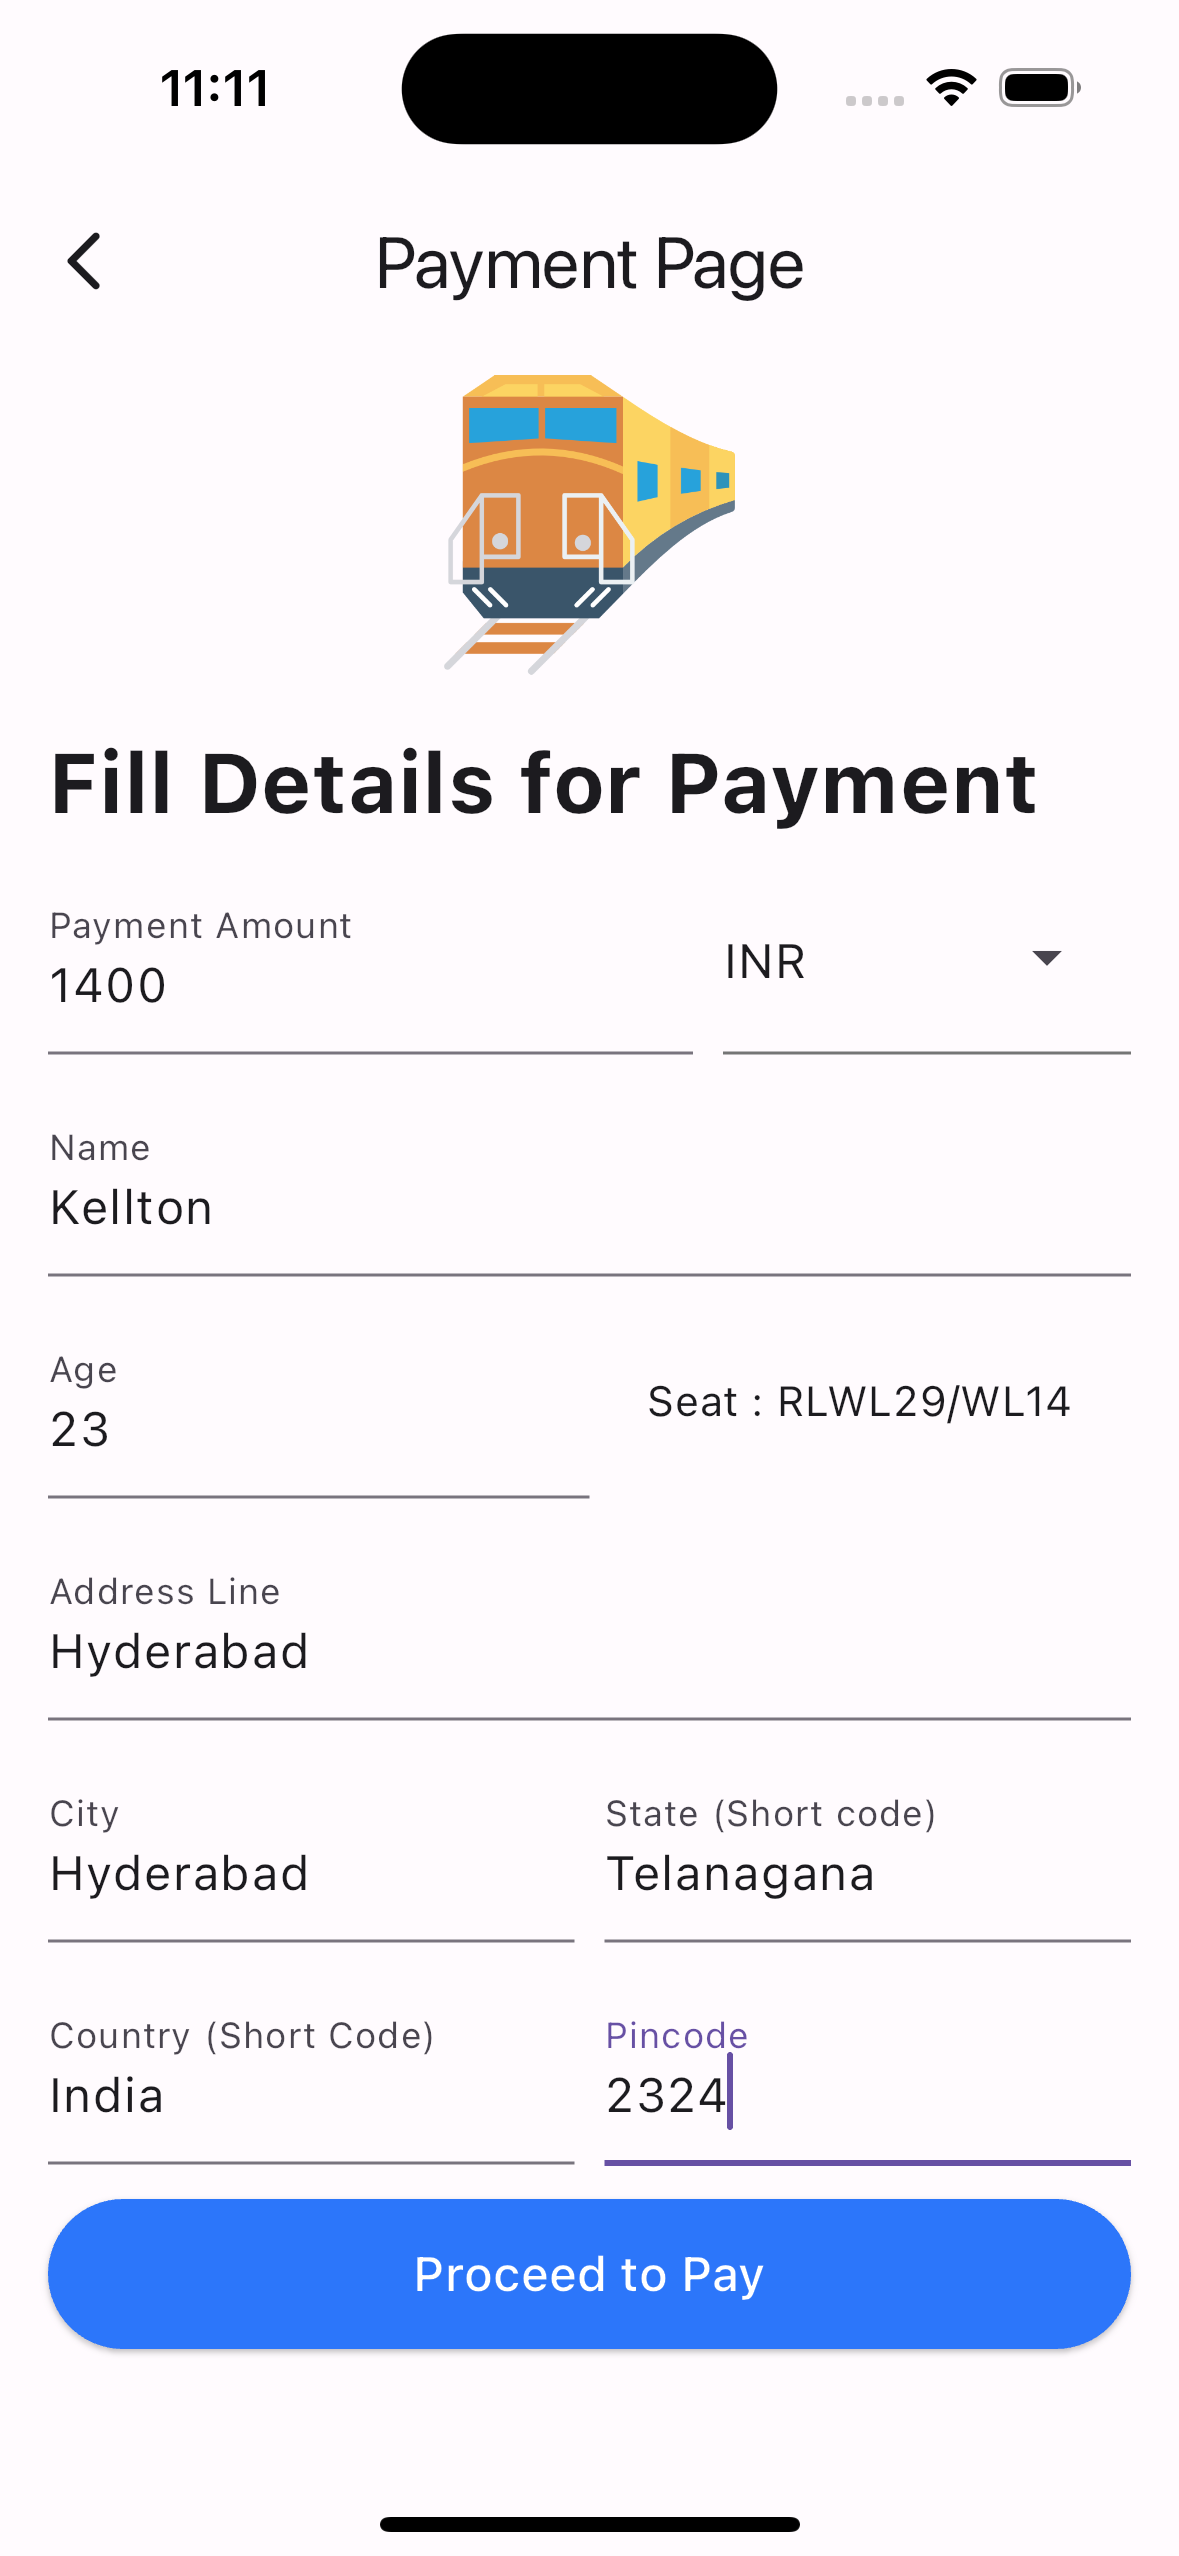 11:11
Payment Page
Fill Details for Payment
Payment Amount
1400
INR
Name
Kellton
Age
23
Seat : RLWL29/WL14
Address Line
Hyderabad
City
Hyderabad
State (Short code)
Telanagana
Country (Short Code)
India
Pincode
2324
Proceed to Pay